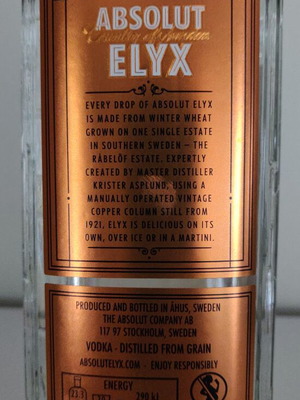 ABSOLUT
Country of Sweden
ELYX
EVERY DROP OF ABSOLUT ELYX
IS MADE FROM WINTER WHEAT
GROWN ON ONE SINGLE ESTATE
IN SOUTHERN SWEDEN – THE
RÅBELÖF ESTATE. EXPERTLY
CREATED BY MASTER DISTILLER
KRISTER ASPLUND, USING A
MANUALLY OPERATED VINTAGE
COPPER COLUMN STILL FROM
1921, ELYX IS DELICIOUS ON ITS
OWN, OVER ICE OR IN A MARTINI.
PRODUCED AND BOTTLED IN ÅHUS, SWEDEN
THE ABSOLUT COMPANY AB
117 97 STOCKHOLM, SWEDEN
VODKA - DISTILLED FROM GRAIN
ABSOLUTELYX.COM · ENJOY RESPONSIBLY
ENERGY